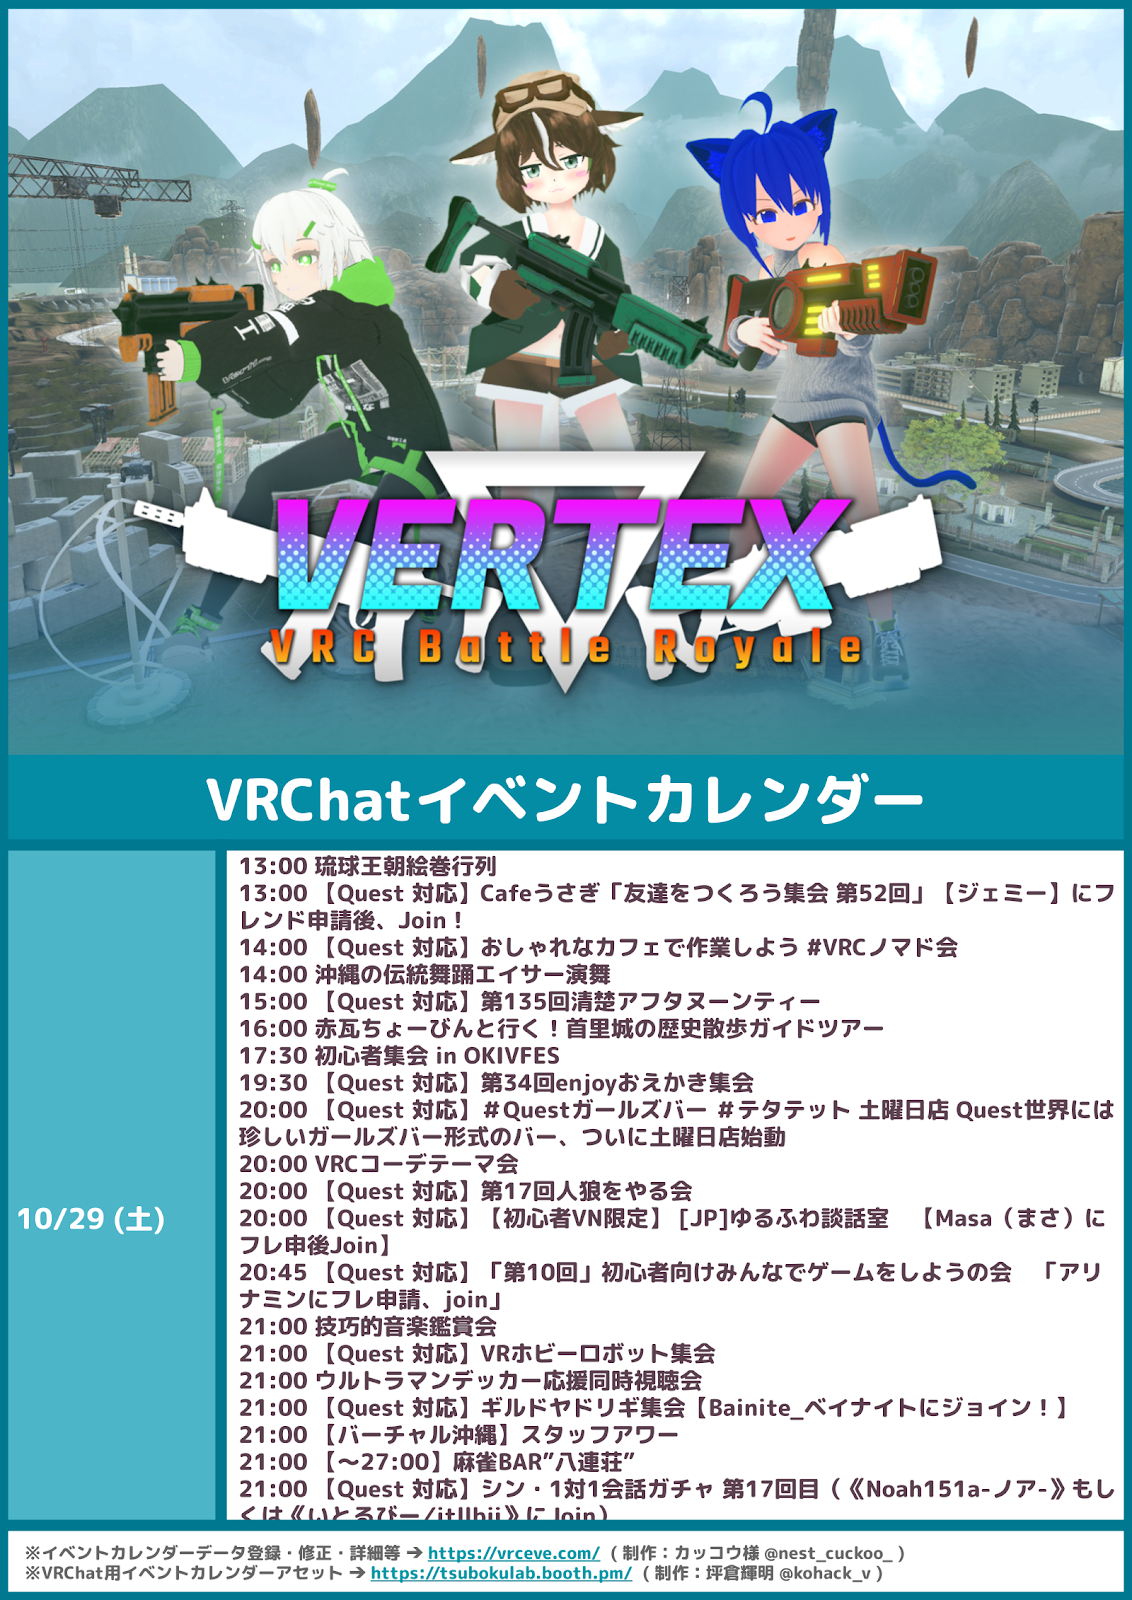 VERTEX
VRC Battle Royale
VRChatイベントカレンダー
10/29 (土)
13:00 琉球王朝絵巻行列
13:00 【Quest 対応】Cafeうさぎ「友達をつくろう集会 第52回」【ジェミー】にフ
レンド申請後、Join！
14:00 【Quest 対応】おしゃれなカフェで作業しよう #VRCノマド会
14:00 沖縄の伝統舞踊エイサー演舞
15:00 【Quest 対応】第135回清楚アフタヌーンティー
16:00 赤瓦ちょーびんと行く！首里城の歴史散歩ガイドツアー
17:30 初心者集会 in OKIVFES
19:30 【Quest 対応】第34回enjoyおえかき集会
20:00 【Quest 対応】＃Questガールズバー ＃テタテット 土曜日店 Quest世界には
珍しいガールズバー形式のバー、ついに土曜日店始動
20:00 VRCコーデテーマ会
20:00 【Quest 対応】第17回人狼をやる会
20:00 【Quest 対応】【初心者VN限定】 [JP]ゆるふわ談話室　【Masa（まさ）に
フレ申後Join】
20:45 【Quest 対応】「第10回」初心者向けみんなでゲームをしようの会　「アリ
ナミンにフレ申請、join」
21:00 技巧的音楽鑑賞会
21:00 【Quest 対応】VRホビーロボット集会
21:00 ウルトラマンデッカー応援同時視聴会
21:00 【Quest 対応】ギルドヤドリギ集会【Bainite_ベイナイトにジョイン！】
21:00 【バーチャル沖縄】スタッフアワー
21:00 【～27:00】麻雀BAR”八連荘”
21:00 【Quest 対応】シン・1対1会話ガチャ 第17回目（《Noah151a-ノア-》もし
くは《いとるびー/itllbii》にJoin）
※イベントカレンダーデータ登録・修正・詳細等 ➔ https://vrceve.com/ （ 制作：カッコウ様 @nest_cuckoo_ ）
※VRChat用イベントカレンダーアセット ➔ https://tsubokulab.booth.pm/ （ 制作：坪倉輝明 @kohack_v ）